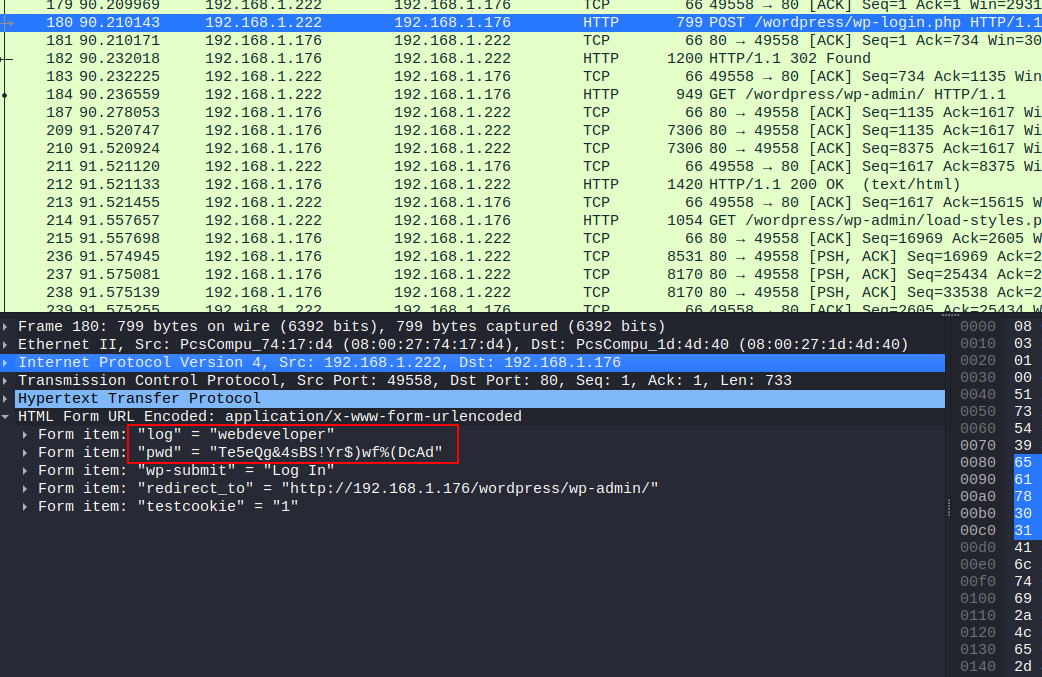 179 90.209969 192.168.1.222 192.168.1.176 TCP 66 49558 → 80 [ACK] Seq=1 Ack=1 Win=2931
180 90.210143 192.168.1.222 192.168.1.176 HTTP 799 POST /wordpress/wp-login.php HTTP/1.1
181 90.210171 192.168.1.176 192.168.1.222 TCP 66 80 → 49558 [ACK] Seq=1 Ack=734 Win=30
182 90.232018 192.168.1.176 192.168.1.222 HTTP 1200 HTTP/1.1 302 Found
183 90.232225 192.168.1.222 192.168.1.176 TCP 66 49558 → 80 [ACK] Seq=734 Ack=1135 Win
184 90.236559 192.168.1.222 192.168.1.176 HTTP 949 GET /wordpress/wp-admin/ HTTP/1.1
187 90.278053 192.168.1.176 192.168.1.222 TCP 66 80 → 49558 [ACK] Seq=1135 Ack=1617 Wi
209 91.520747 192.168.1.176 192.168.1.222 TCP 7306 80 → 49558 [ACK] Seq=1135 Ack=1617 Wi
210 91.520924 192.168.1.176 192.168.1.222 TCP 7306 80 → 49558 [ACK] Seq=8375 Ack=1617 Wi
211 91.521120 192.168.1.222 192.168.1.176 TCP 66 49558 → 80 [ACK] Seq=1617 Ack=8375 Wi
212 91.521133 192.168.1.176 192.168.1.222 HTTP 1420 HTTP/1.1 200 OK (text/html)
213 91.521455 192.168.1.222 192.168.1.176 TCP 66 49558 → 80 [ACK] Seq=1617 Ack=15615 W
214 91.557657 192.168.1.222 192.168.1.176 HTTP 1054 GET /wordpress/wp-admin/load-styles.p
215 91.557698 192.168.1.176 192.168.1.222 TCP 66 80 → 49558 [ACK] Seq=16969 Ack=2605 W
236 91.574945 192.168.1.176 192.168.1.222 TCP 8531 80 → 49558 [PSH, ACK] Seq=16969 Ack=2
237 91.575081 192.168.1.176 192.168.1.222 TCP 8170 80 → 49558 [PSH, ACK] Seq=25434 Ack=2
238 91.575139 192.168.1.176 192.168.1.222 TCP 8170 80 → 49558 [PSH, ACK] Seq=33538 Ack=2
239 91.575255 192.168.1.222 192.168.1.176 TCP 66 49558 → 80 [ACK] Seq=2605 Ack=25434 W
Frame 180: 799 bytes on wire (6392 bits), 799 bytes captured (6392 bits)
Ethernet II, Src: PcsCompu_74:17:d4 (08:00:27:74:17:d4), Dst: PcsCompu_1d:4d:40 (08:00:27:1d:4d:40)
Internet Protocol Version 4, Src: 192.168.1.222, Dst: 192.168.1.176
Transmission Control Protocol, Src Port: 49558, Dst Port: 80, Seq: 1, Ack: 1, Len: 733
Hypertext Transfer Protocol
HTML Form URL Encoded: application/x-www-form-urlencoded
Form item: "log" = "webdeveloper"
Form item: "pwd" = "Te5eQg&4sBS!Yr$)wf%(DcAd"
Form item: "wp-submit" = "Log In"
Form item: "redirect_to" = "http://192.168.1.176/wordpress/wp-admin/"
Form item: "testcookie" = "1"
0000 08
0010 03
0020 01
0030 00
0040 51
0050 73
0060 54
0070 39
0080 65
0090 61
00a0 78
00b0 30
00c0 31
00d0 41
00e0 6c
00f0 74
0100 69
0110 2a
0120 4c
0130 65
0140 2d